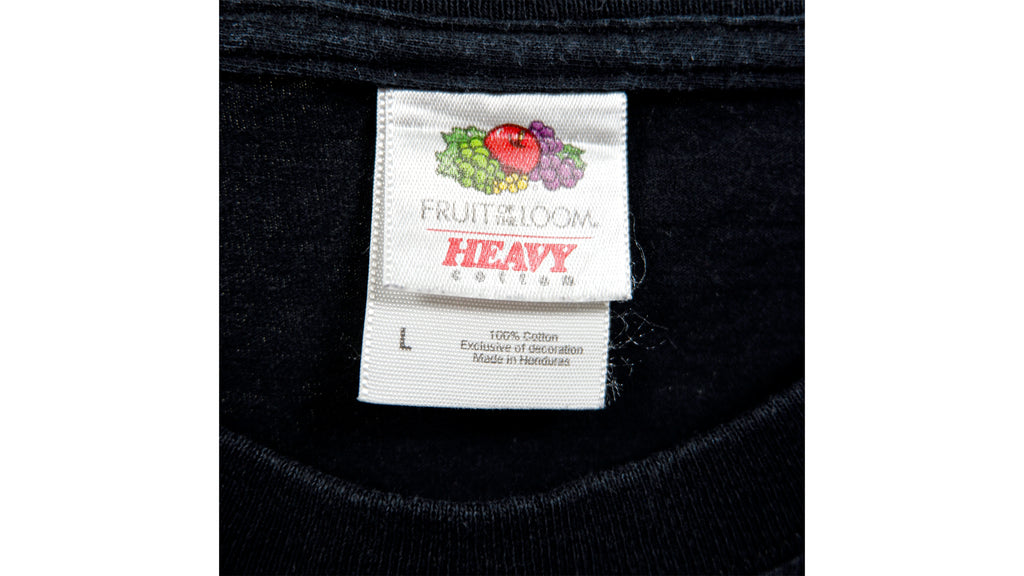 FRUIT OF THE LOOM®
HEAVY
cotton
L
100% Cotton
Exclusive of decoration
Made in Honduras